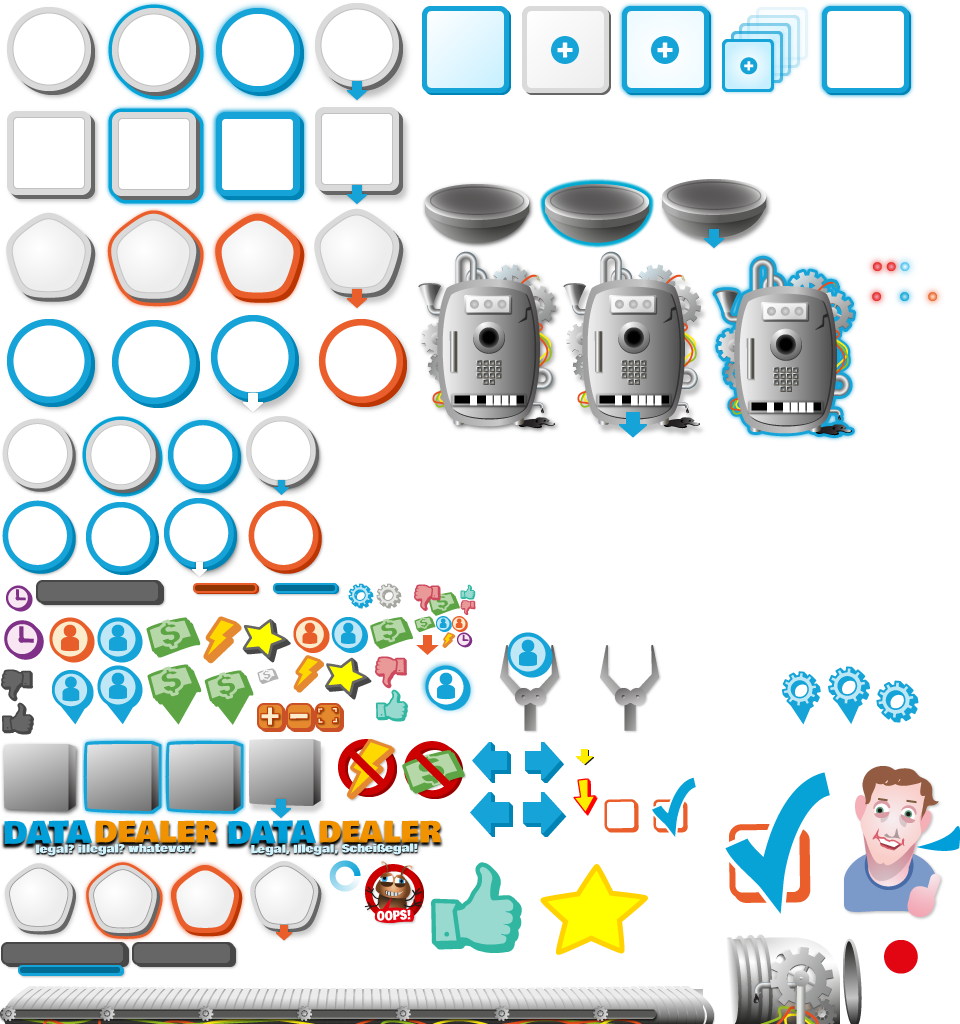 DATA DEALER
legal? illegal? whatever.
DATA DEALER
Legal, Illegal, Scheißegal!
OOPS!